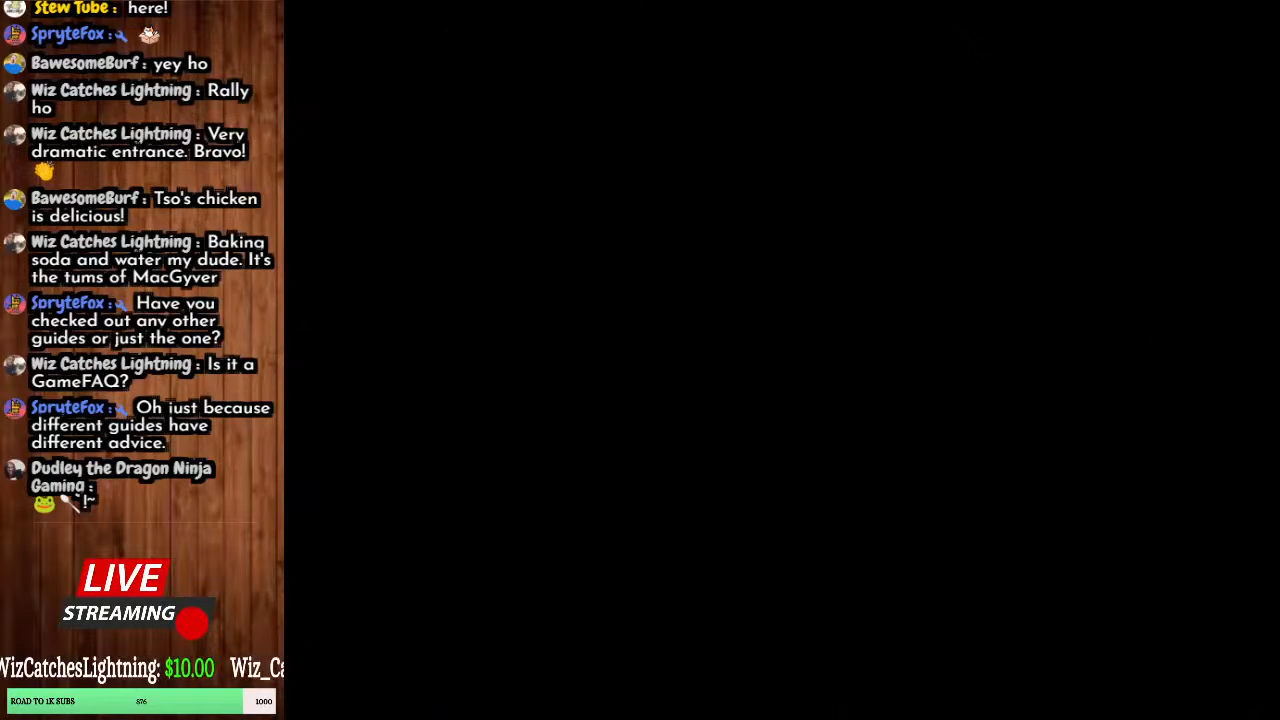 Stew Tube : here!
SpryteFox :
BawesomeBurf : yey ho
Wiz Catches Lightning : Rally
ho
Wiz Catches Lightning : Very
dramatic entrance. Bravo!
BawesomeBurf : Tso's chicken
is delicious!
Wiz Catches Lightning : Baking
soda and water my dude. It's
the tums of MacGyver
SpryteFox : Have you
checked out any other
guides or just the one?
Wiz Catches Lightning : Is it a
GameFAQ?
SpryteFox : Oh just because
different guides have
different advice.
Dudley the Dragon Ninja
Gaming :
!~
LIVE
STREAMING
WizCatchesLightning: $10.00 Wiz_Ca
ROAD TO 1K SUBS 876 1000